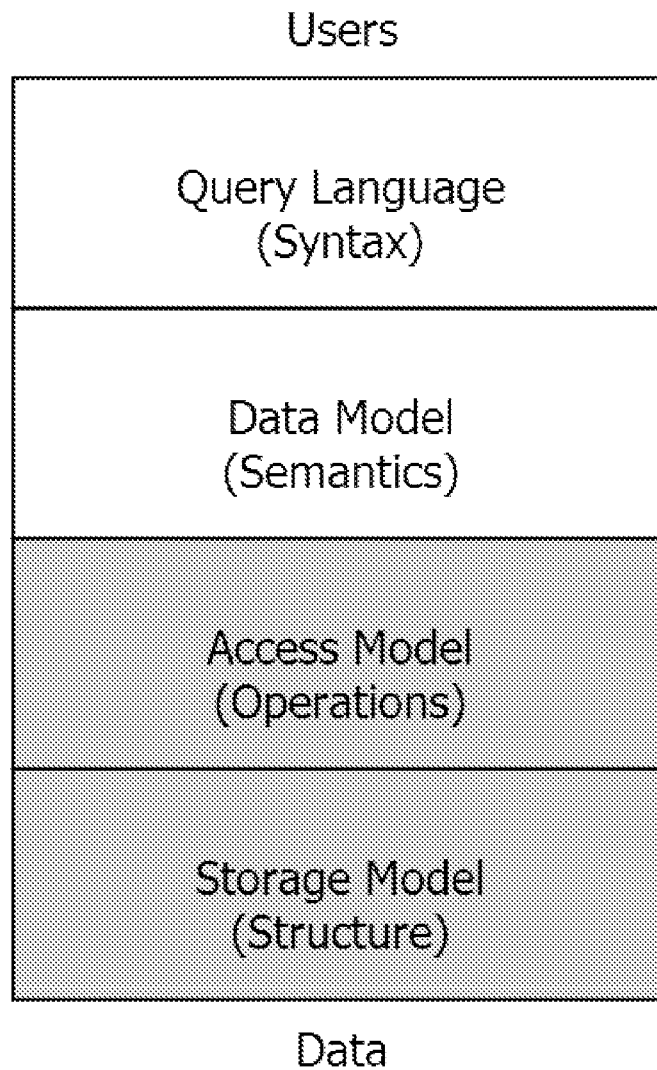 Users
Query Language
(Syntax)
Data Model
(Semantics)
Access Model
(Operations)
Storage Model
(Structure)
Data